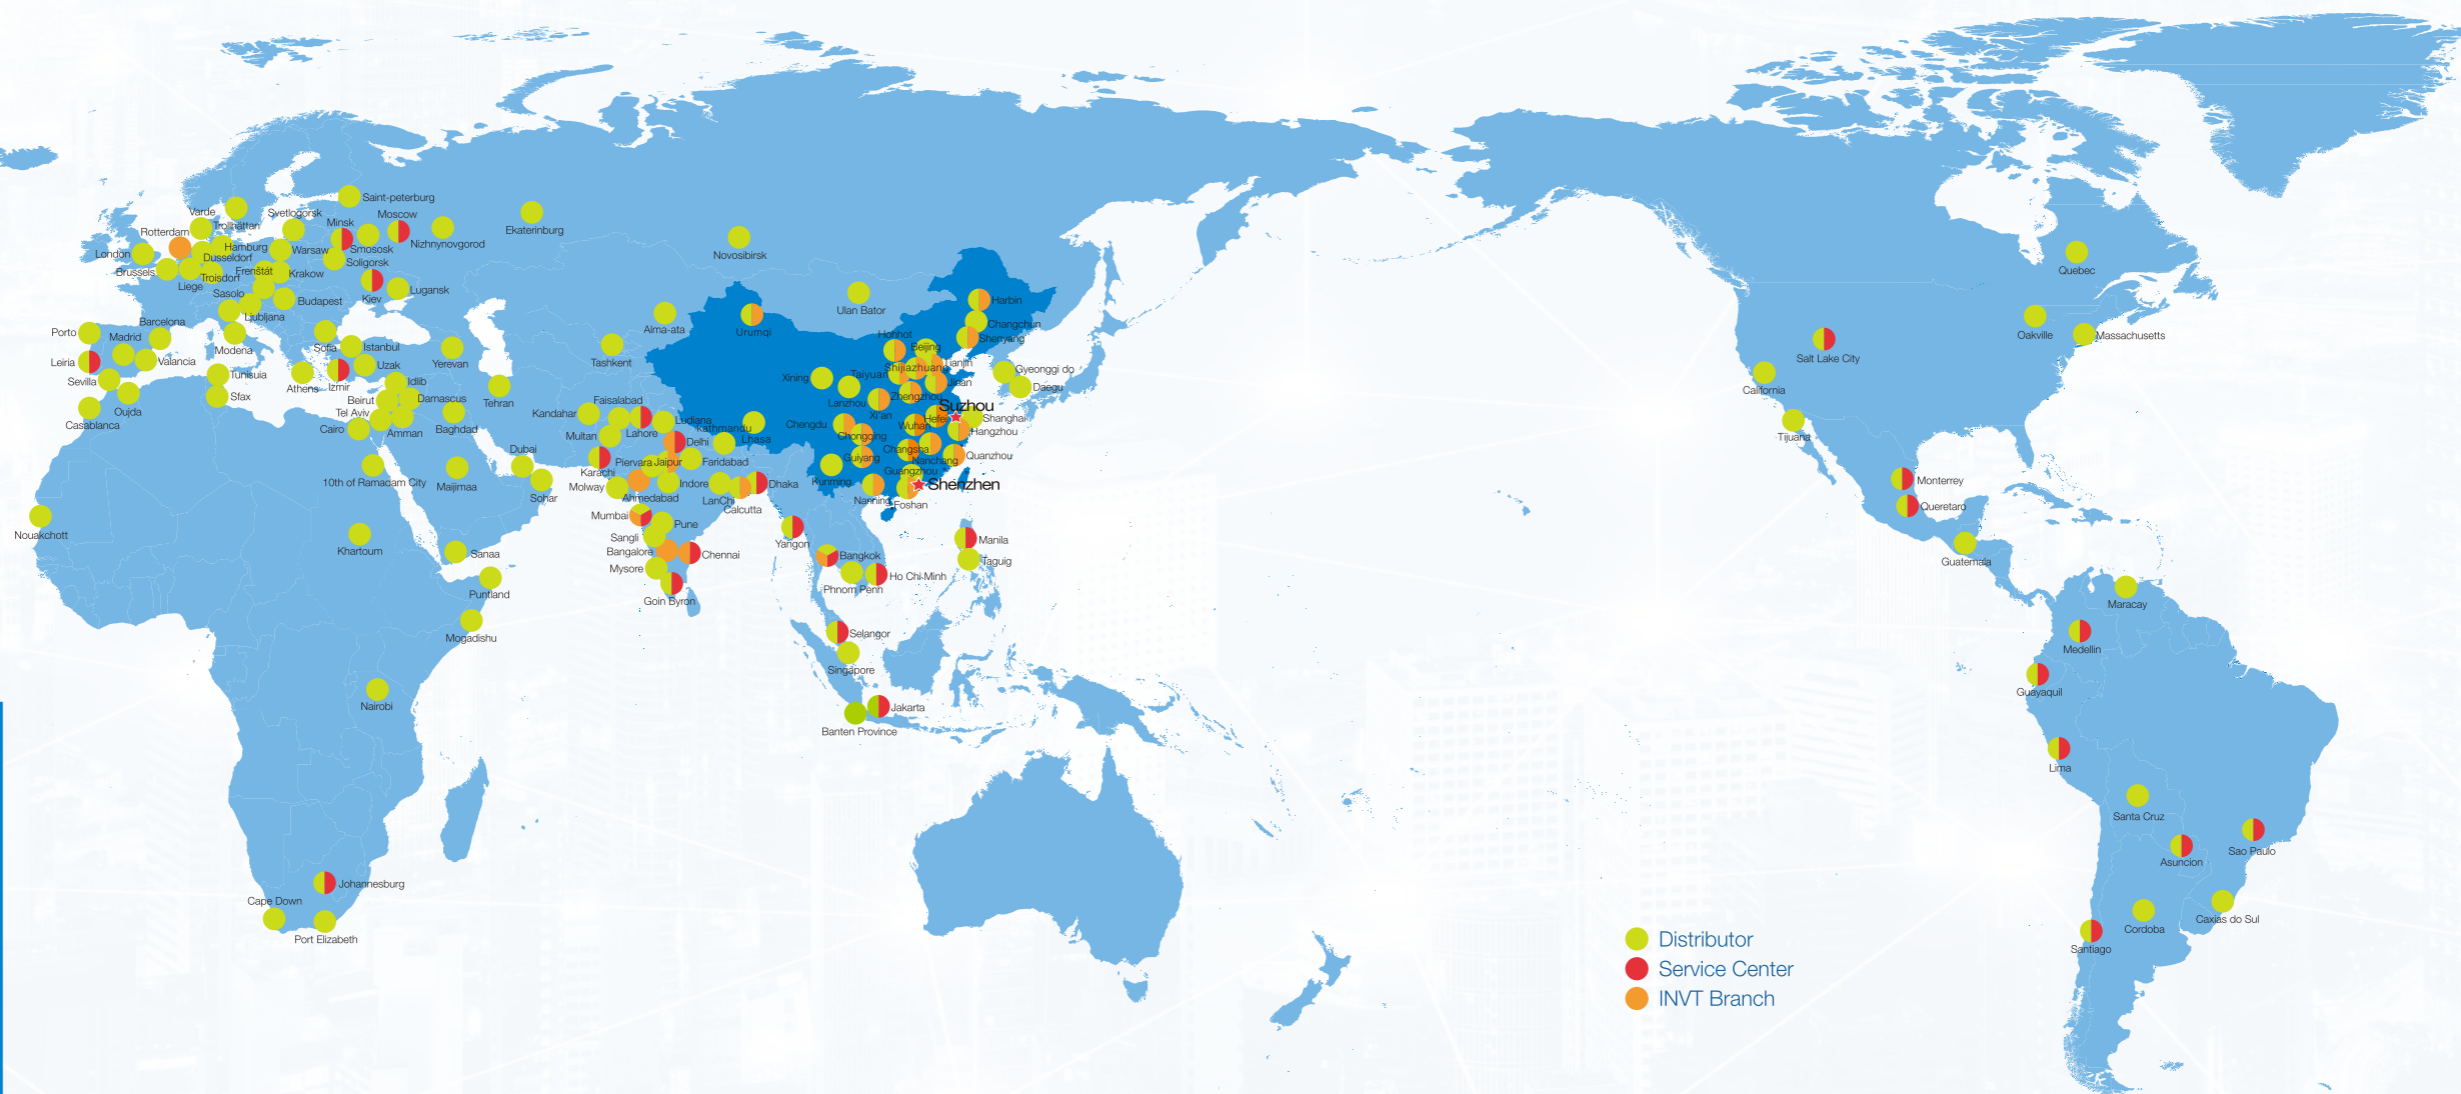 Saint-peterburg
Varde
Trollhättan
Svetlogorsk
Minsk
Moscow
Rotterdam
Hamburg
Warsaw
Smososk
Nizhnynovgorod
Ekaterinburg
London
Dusseldorf
Soligorsk
Novosibirsk
Brussels
Troisdorf
Frenštát
Krakow
Liege
Sasolo
Budapest
Kiev
Lugansk
Ljubljana
Barcelona
Porto
Madrid
Modena
Sofia
Istanbul
Yerevan
Leiria
Valancia
Uzak
Sevilla
Tunisuia
Athens
Izmir
Idlib
Tehran
Oujda
Sfax
Beirut
Damascus
Casablanca
Tel Aviv
Cairo
Amman
Baghdad
Dubai
10th of Ramacam City
Maijimaa
Sohar
Nouakchott
Khartoum
Sanaa
Puntland
Mogadishu
Nairobi
Johannesburg
Cape Down
Port Elizabeth
Alma-ata
Tashkent
Ulan Bator
Urumqi
Harbin
Changchun
Shenyang
Hohhot
Beijing
Tianjin
Shijiazhuang
Taiyuan
Jinan
Xining
Lanzhou
Zhengzhou
Xi'an
Gyeonggi do
Daegu
Suzhou
Shanghai
Hefei
Wuhan
Hangzhou
Chengdu
Chongqing
Lhasa
Changsha
Nanchang
Quanzhou
Guiyang
Guangzhou
Kunming
Shenzhen
Nanning
Foshan
Kandahar
Faisalabad
Multan
Lahore
Ludiana
Kathmandu
Delhi
Karachi
Piervara
Jaipur
Faridabad
Molway
Ahmedabad
Indore
LanChi
Calcutta
Dhaka
Mumbai
Pune
Sangli
Bangalore
Chennai
Mysore
Goin Byron
Yangon
Bangkok
Phnom Penh
Ho Chi Minh
Manila
Taguig
Selangor
Singapore
Jakarta
Banten Province
Quebec
Oakville
Massachusetts
Salt Lake City
California
Tijuana
Monterrey
Queretaro
Guatemala
Maracay
Medellin
Guayaquil
Lima
Santa Cruz
Sao Paulo
Asuncion
Caxias do Sul
Cordoba
Santiago
Distributor
Service Center
INVT Branch